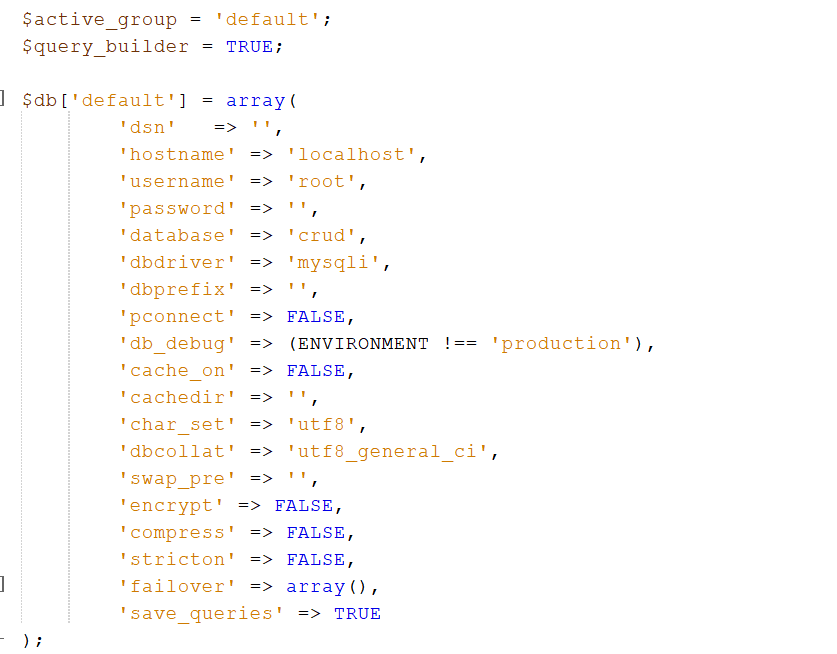 $active_group = 'default';
$query_builder = TRUE;
$db['default'] = array(
'dsn' => '',
'hostname' => 'localhost',
'username' => 'root',
'password' => '',
'database' => 'crud',
'dbdriver' => 'mysqli',
'dbprefix' => '',
'pconnect' => FALSE,
'db_debug' => (ENVIRONMENT !== 'production'),
'cache_on' => FALSE,
'cachedir' => '',
'char_set' => 'utf8',
'dbcollat' => 'utf8_general_ci',
'swap_pre' => '',
'encrypt' => FALSE,
'compress' => FALSE,
'stricton' => FALSE,
'failover' => array(),
'save_queries' => TRUE
);